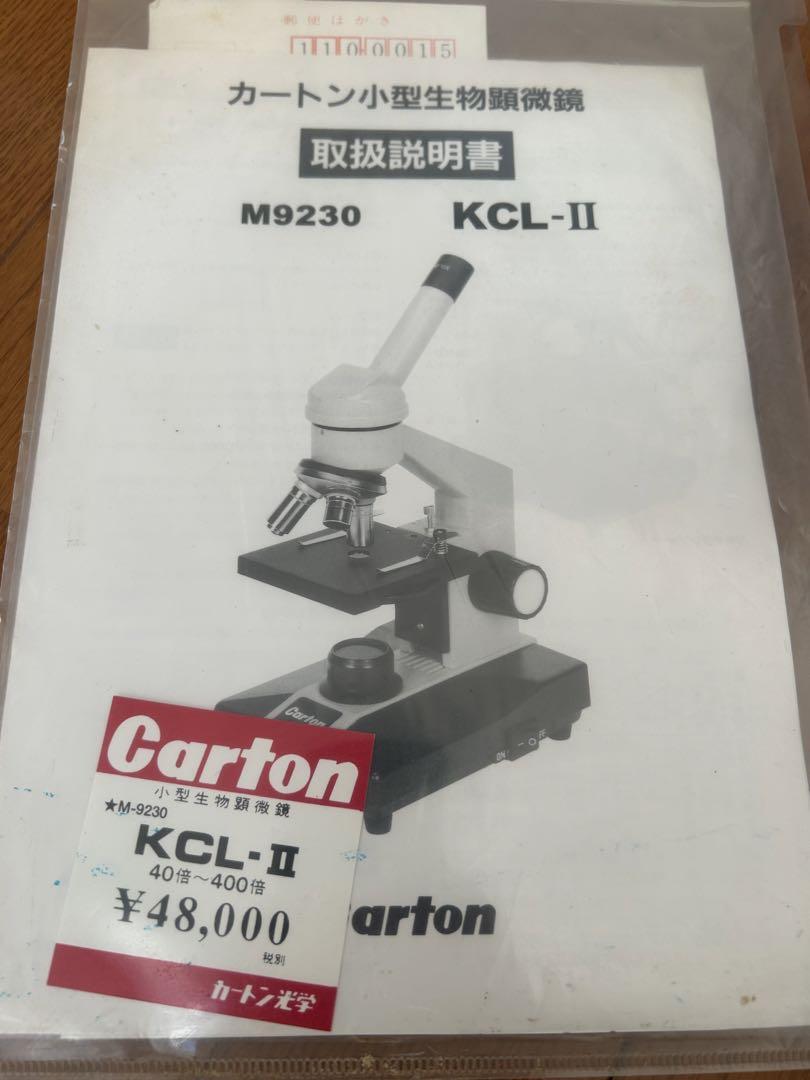 郵便はがき
1100015
カートン小型生物顕微鏡
取扱説明書
M9230 KCL-II
Carton
ON
Carton
小型生物顕微鏡
★M-9230
KCL-II
40倍〜400倍
¥48,000
税別
カートン光学
arton